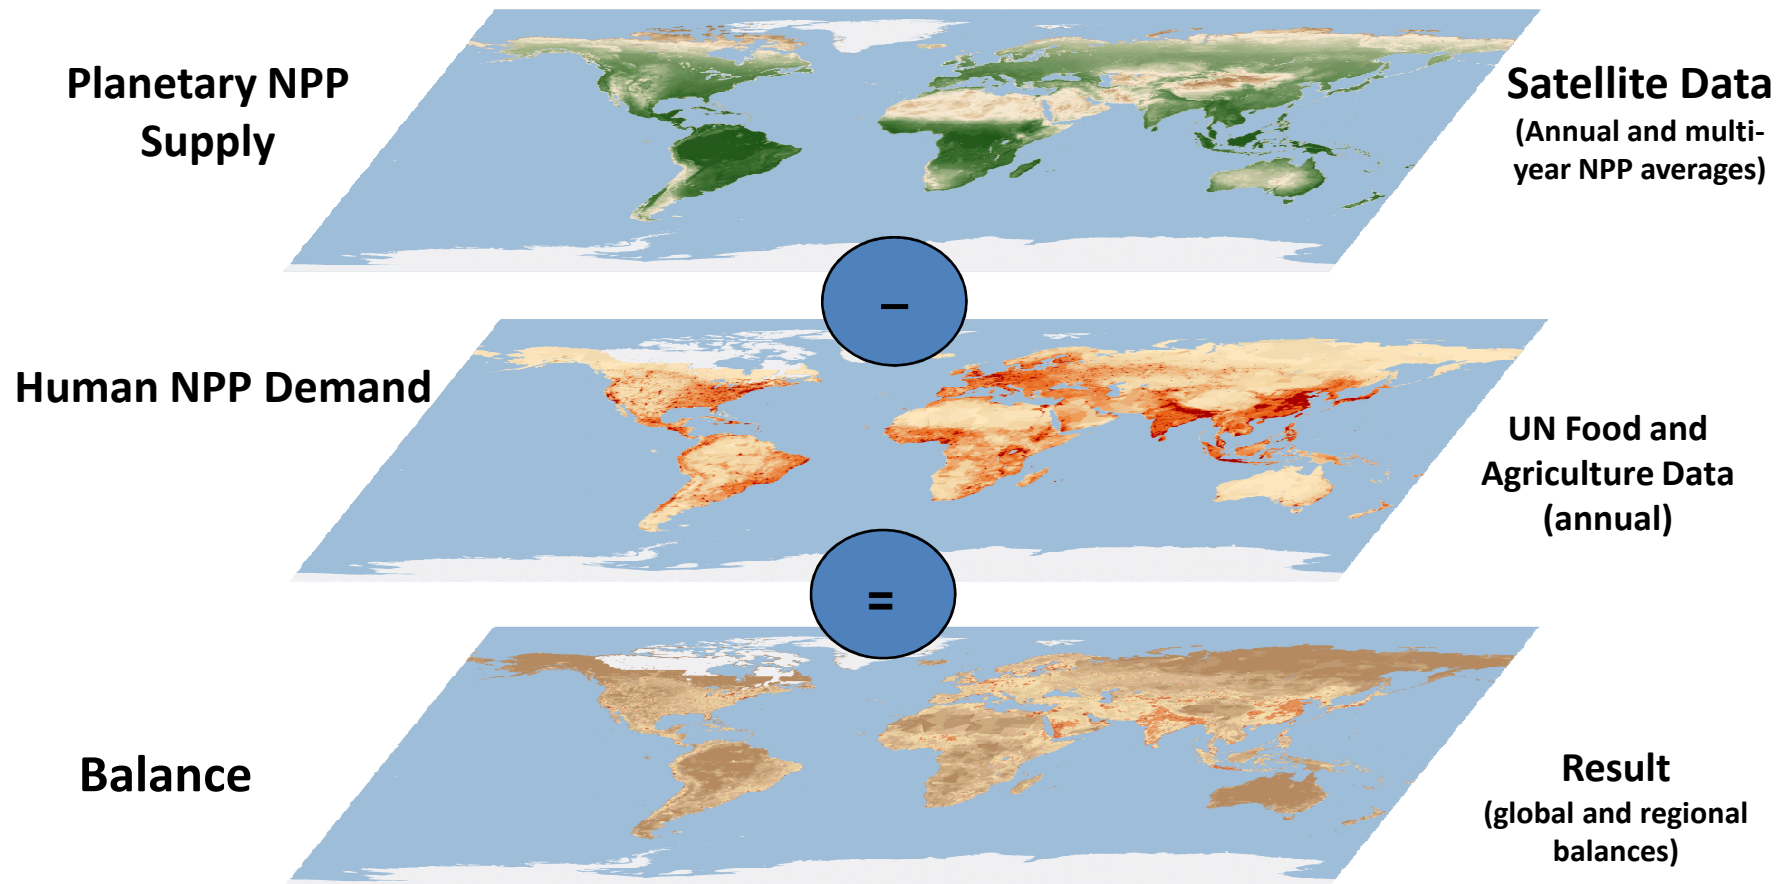 Planetary NPP
Supply
Satellite Data
(Annual and multi-
year NPP averages)
–
Human NPP Demand
UN Food and
Agriculture Data
(annual)
=
Balance
Result
(global and regional
balances)